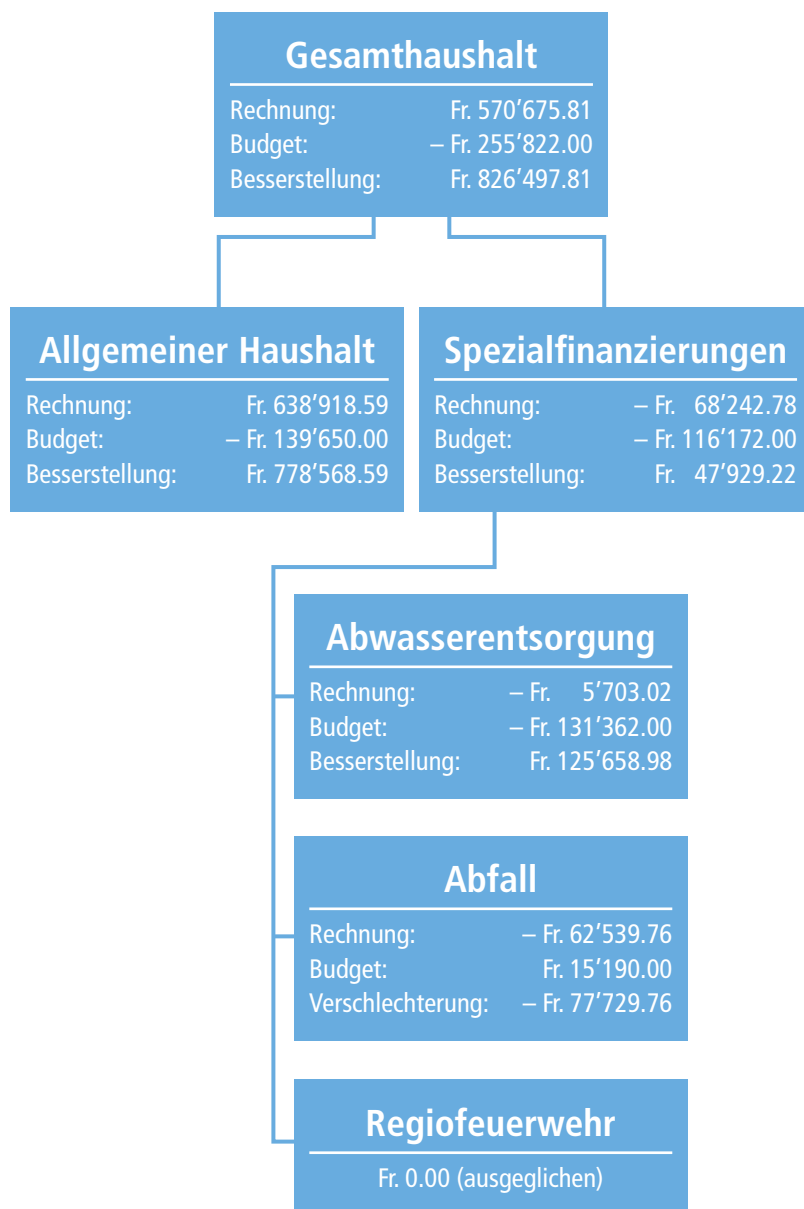 Gesamthaushalt
Rechnung: Fr. 570’675.81
Budget: – Fr. 255’822.00
Besserstellung: Fr. 826’497.81
Allgemeiner Haushalt
Rechnung: Fr. 638’918.59
Budget: – Fr. 139’650.00
Besserstellung: Fr. 778’568.59
Spezialfinanzierungen
Rechnung: – Fr. 68’242.78
Budget: – Fr. 116’172.00
Besserstellung: Fr. 47’929.22
Abwasserentsorgung
Rechnung: – Fr. 5’703.02
Budget: – Fr. 131’362.00
Besserstellung: Fr. 125’658.98
Abfall
Rechnung: – Fr. 62’539.76
Budget: Fr. 15’190.00
Verschlechterung: – Fr. 77’729.76
Regiofeuerwehr
Fr. 0.00 (ausgeglichen)